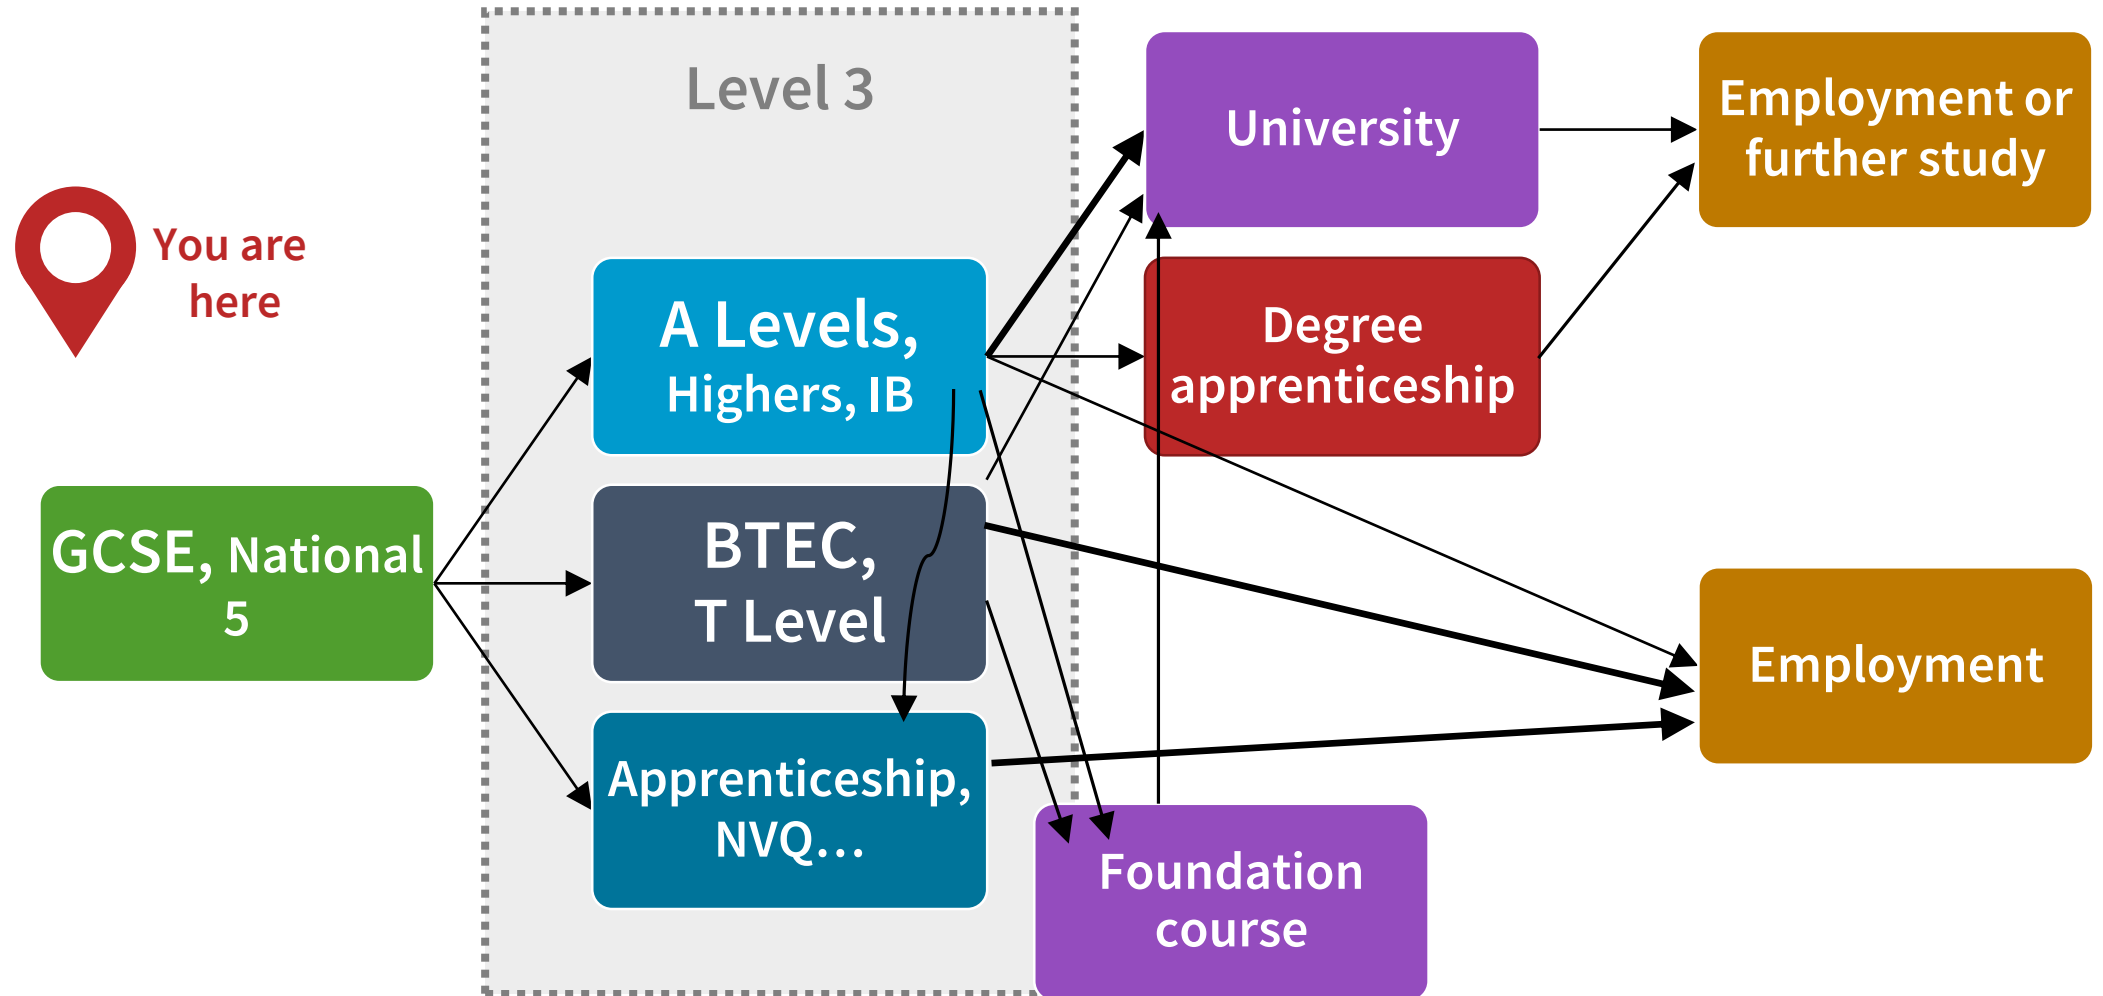 Level 3
You are
here
GCSE, National
5
A Levels,
Highers, IB
BTEC,
T Level
Apprenticeship,
NVQ...
University
Degree
apprenticeship
Foundation
course
Employment or
further study
Employment